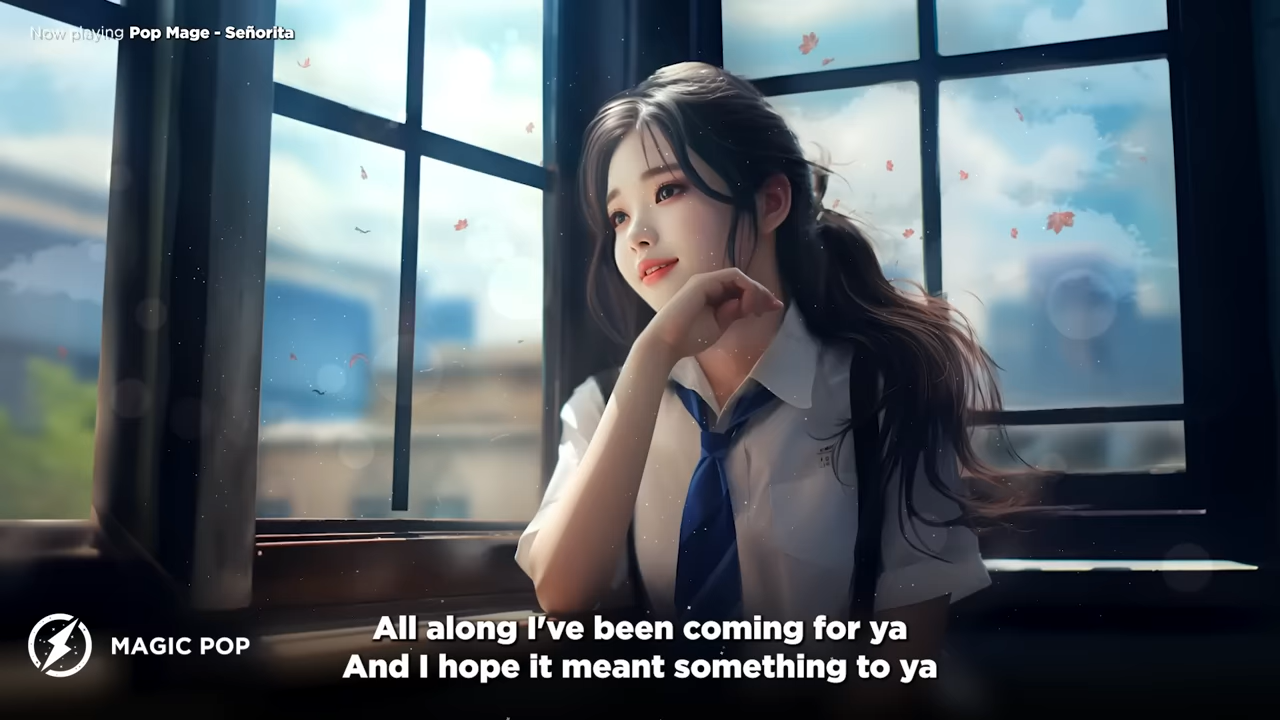 Now playing Pop Mage - Señorita
MAGIC POP
All along I've been coming for ya
And I hope it meant something to ya